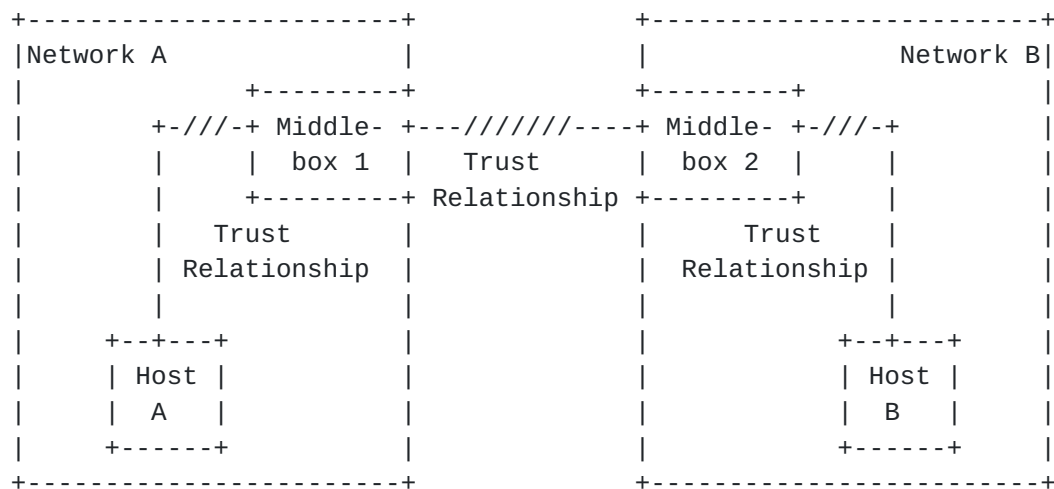 +-------------------------+              +-------------------------+
|Network A                |              |                Network B|
|              +---------+              +---------+               |
|        +-///-+ Middle- +---///////----+ Middle- +-///-+         |
|        |     |  box 1  |   Trust      |  box 2  |     |         |
|        |     +---------+ Relationship +---------+     |         |
|        |   Trust       |              |      Trust   |         |
|        | Relationship  |              |  Relationship |         |
|        |               |              |               |         |
|     +--+---+           |              |            +--+---+     |
|     | Host |           |              |            | Host |     |
|     |  A   |           |              |            |  B   |     |
|     +------+           |              |            +------+     |
+-------------------------+              +-------------------------+